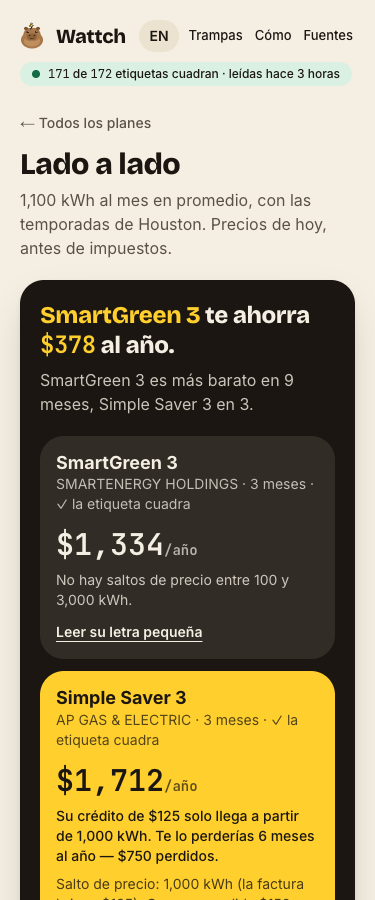 Wattch EN Trampas Cómo Fuentes
171 de 172 etiquetas cuadran · leídas hace 3 horas
← Todos los planes
Lado a lado
1,100 kWh al mes en promedio, con las
temporadas de Houston. Precios de hoy,
antes de impuestos.
SmartGreen 3 te ahorra
$378 al año.
SmartGreen 3 es más barato en 9
meses, Simple Saver 3 en 3.
SmartGreen 3
SMARTENERGY HOLDINGS · 3 meses ·
✓ la etiqueta cuadra
$1,334/año
No hay saltos de precio entre 100 y
3,000 kWh.
Leer su letra pequeña
Simple Saver 3
AP GAS & ELECTRIC · 3 meses · ✓ la
etiqueta cuadra
$1,712/año
Su crédito de $125 solo llega a partir
de 1,000 kWh. Te lo perderías 6 meses
al año — $750 perdidos.
Salto de precio: 1,000 kWh (la factura